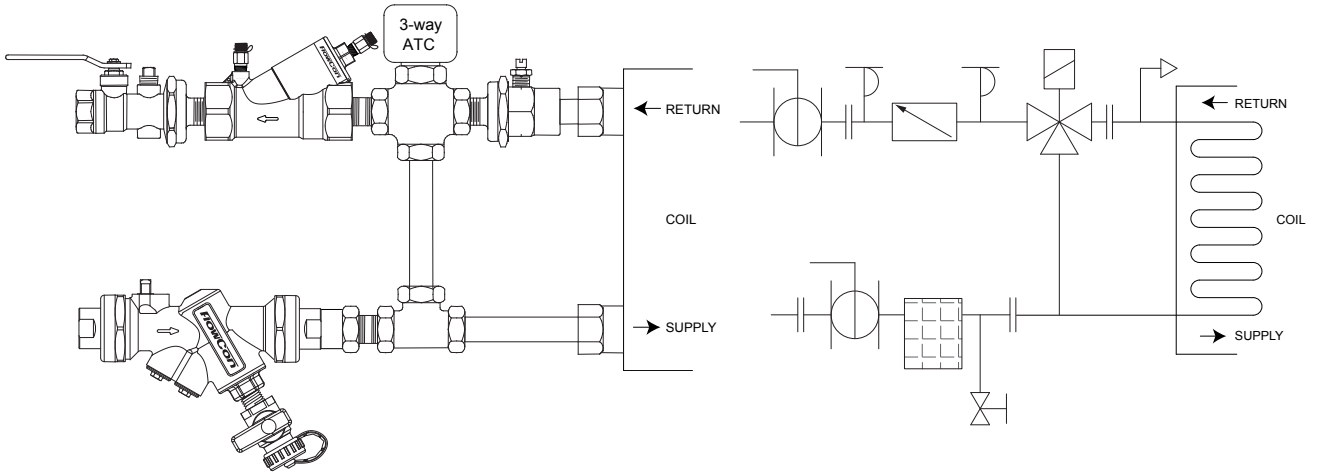 3-way
ATC
FlowCon
RETURN
COIL
FlowCon
SUPPLY
RETURN
COIL
SUPPLY